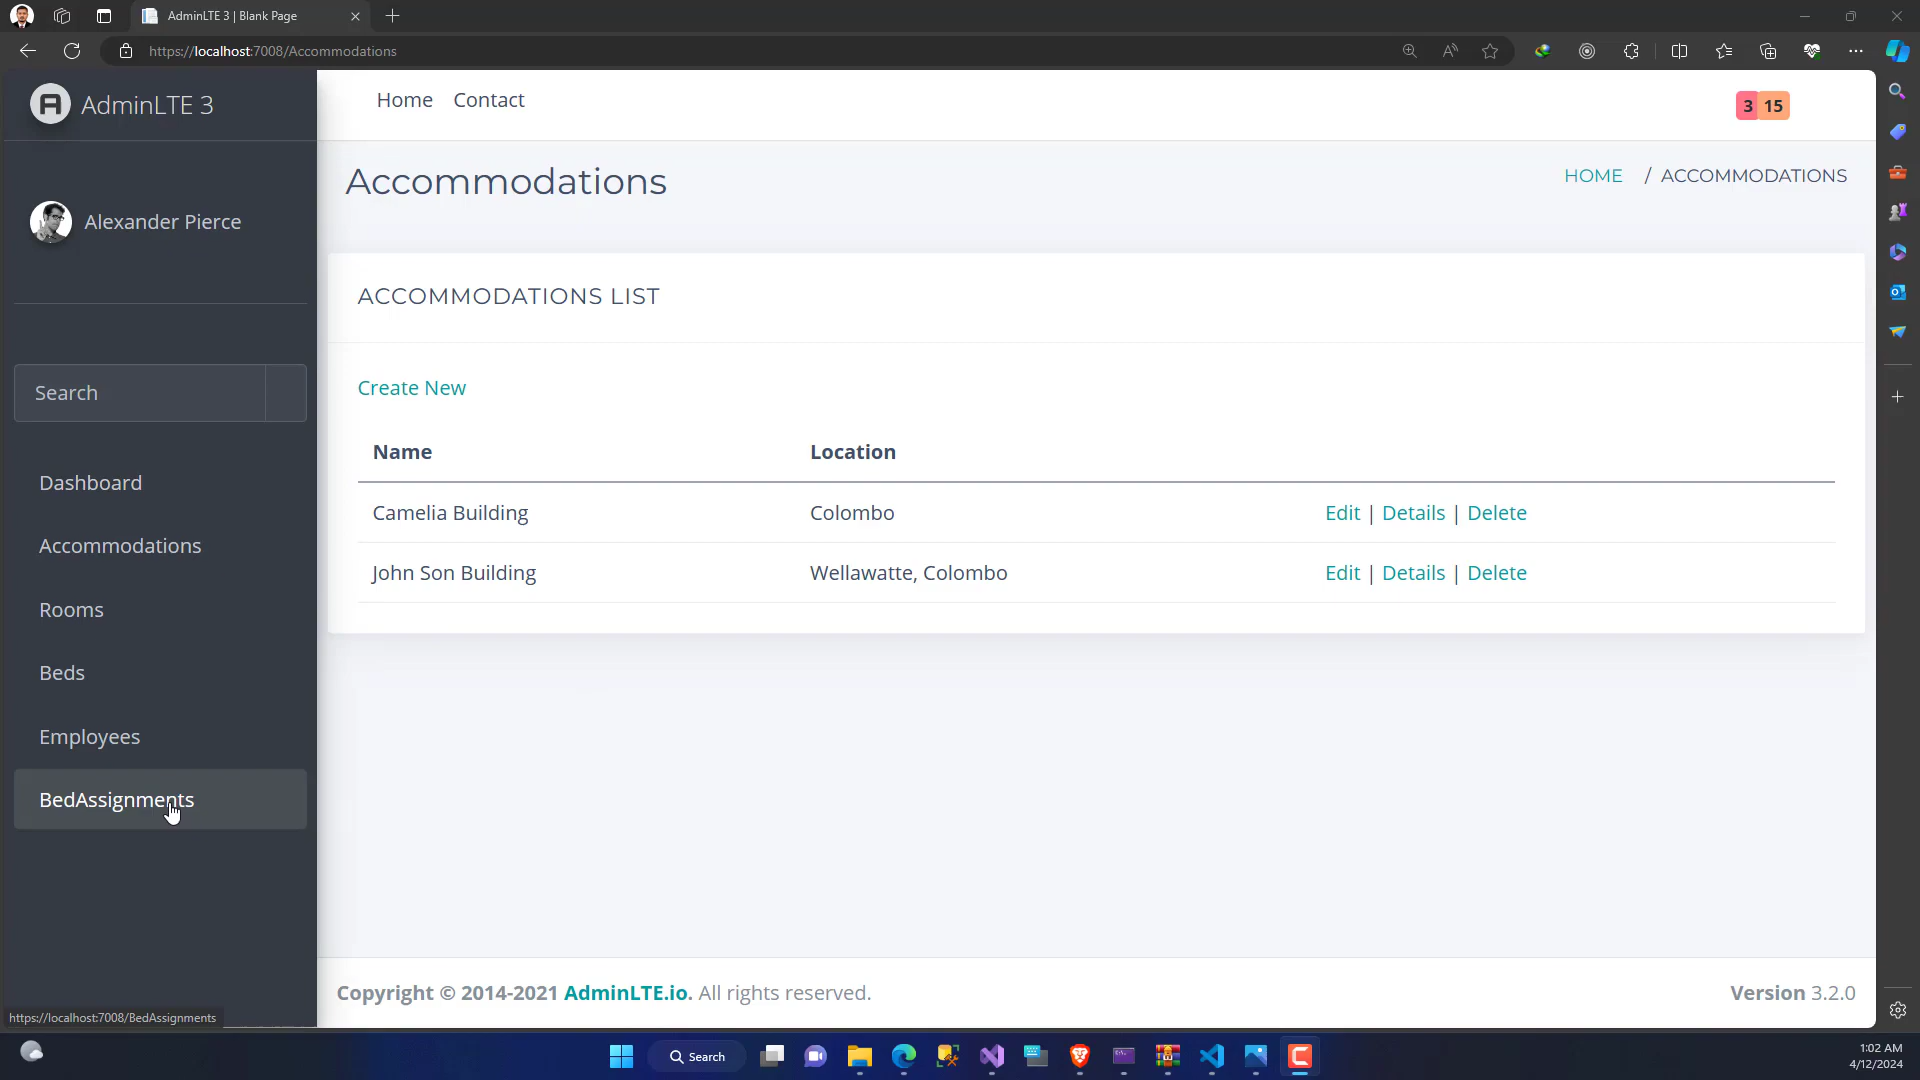 AdminLTE 3 | Blank Page
https://localhost:7008/Accommodations
AdminLTE 3
Home Contact
3 15
Accommodations
HOME / ACCOMMODATIONS
Alexander Pierce
ACCOMMODATIONS LIST
Search
Create New
Name Location
Camelia Building Colombo Edit | Details | Delete
John Son Building Wellawatte, Colombo Edit | Details | Delete
Dashboard
Accommodations
Rooms
Beds
Employees
BedAssignments
Copyright © 2014-2021 AdminLTE.io. All rights reserved.
Version 3.2.0
https://localhost:7008/BedAssignments
Search
1:02 AM
4/12/2024